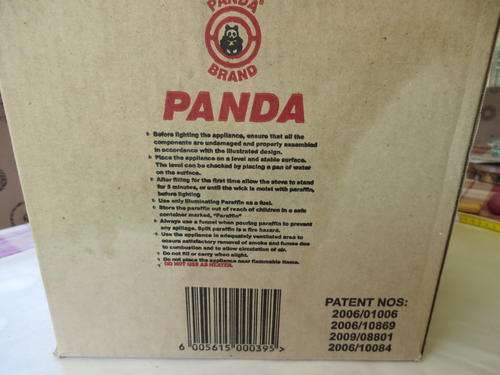 PANDA
BRAND
PANDA
Before lighting the appliance, ensure that all the
components are undamaged and properly assembled
in accordance with the illustrated design.
Place the appliance on a level and stable surface.
The level can be checked by placing a pan of water
on the surface.
After filling for the first time allow the stove to stand
for 5 minutes, or until the wick is moist with paraffin,
before lighting.
Use only Illuminating Paraffin as a fuel.
Store the paraffin out of reach of children in a safe
container marked, "Paraffin"
Always use a funnel when pouring paraffin to prevent
any spillage. Spilt paraffin is a fire hazard.
Use the appliance in adequately ventilated area to
ensure satisfactory removal of smoke and fumes due
to combustion and to allow circulation of air.
Do not fill or carry when alight.
Do not place the appliance near flammable items.
DO NOT USE AS HEATER.
6 005615 000395 >
PATENT NOS:
2006/01006
2006/10869
2009/08801
2006/10084